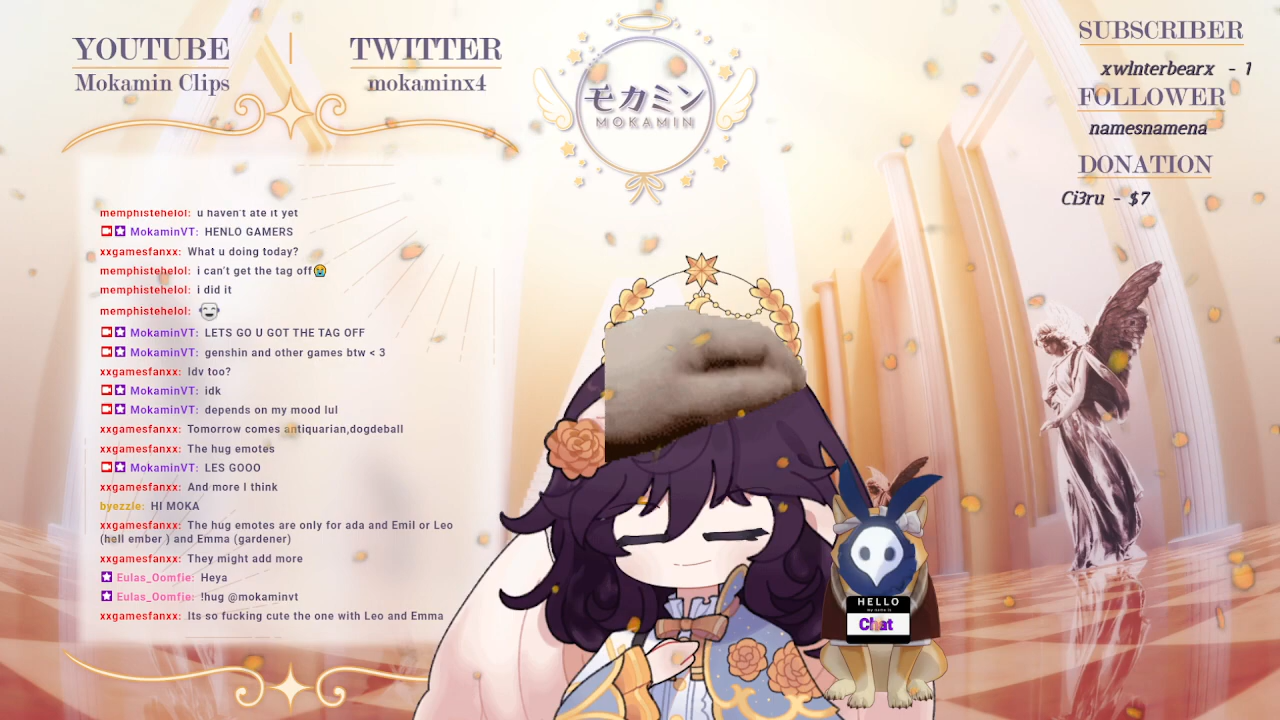 YOUTUBE
Mokamin Clips
TWITTER
mokaminx4
モカミン
MOKAMIN
SUBSCRIBER
xwinterbearx - 1
FOLLOWER
namesnamena
DONATION
Ci3ru - $7
memphistehelol: u haven't ate it yet
MokaminVT: HENLO GAMERS
xxgamesfanxx: What u doing today?
memphistehelol: i can't get the tag off😭
memphistehelol: i did it
memphistehelol:
MokaminVT: LETS GO U GOT THE TAG OFF
MokaminVT: genshin and other games btw < 3
xxgamesfanxx: Idv too?
MokaminVT: idk
MokaminVT: depends on my mood lul
xxgamesfanxx: Tomorrow comes antiquarian,dogdeball
xxgamesfanxx: The hug emotes
MokaminVT: LES GOOO
xxgamesfanxx: And more I think
byezzie: HI MOKA
xxgamesfanxx: The hug emotes are only for ada and Emil or Leo
(hell ember ) and Emma (gardener)
xxgamesfanxx: They might add more
Eulas_Oomfie: Heya
Eulas_Oomfie: !hug @mokaminvt
xxgamesfanxx: Its so fucking cute the one with Leo and Emma
HELLO
my name is
Chat